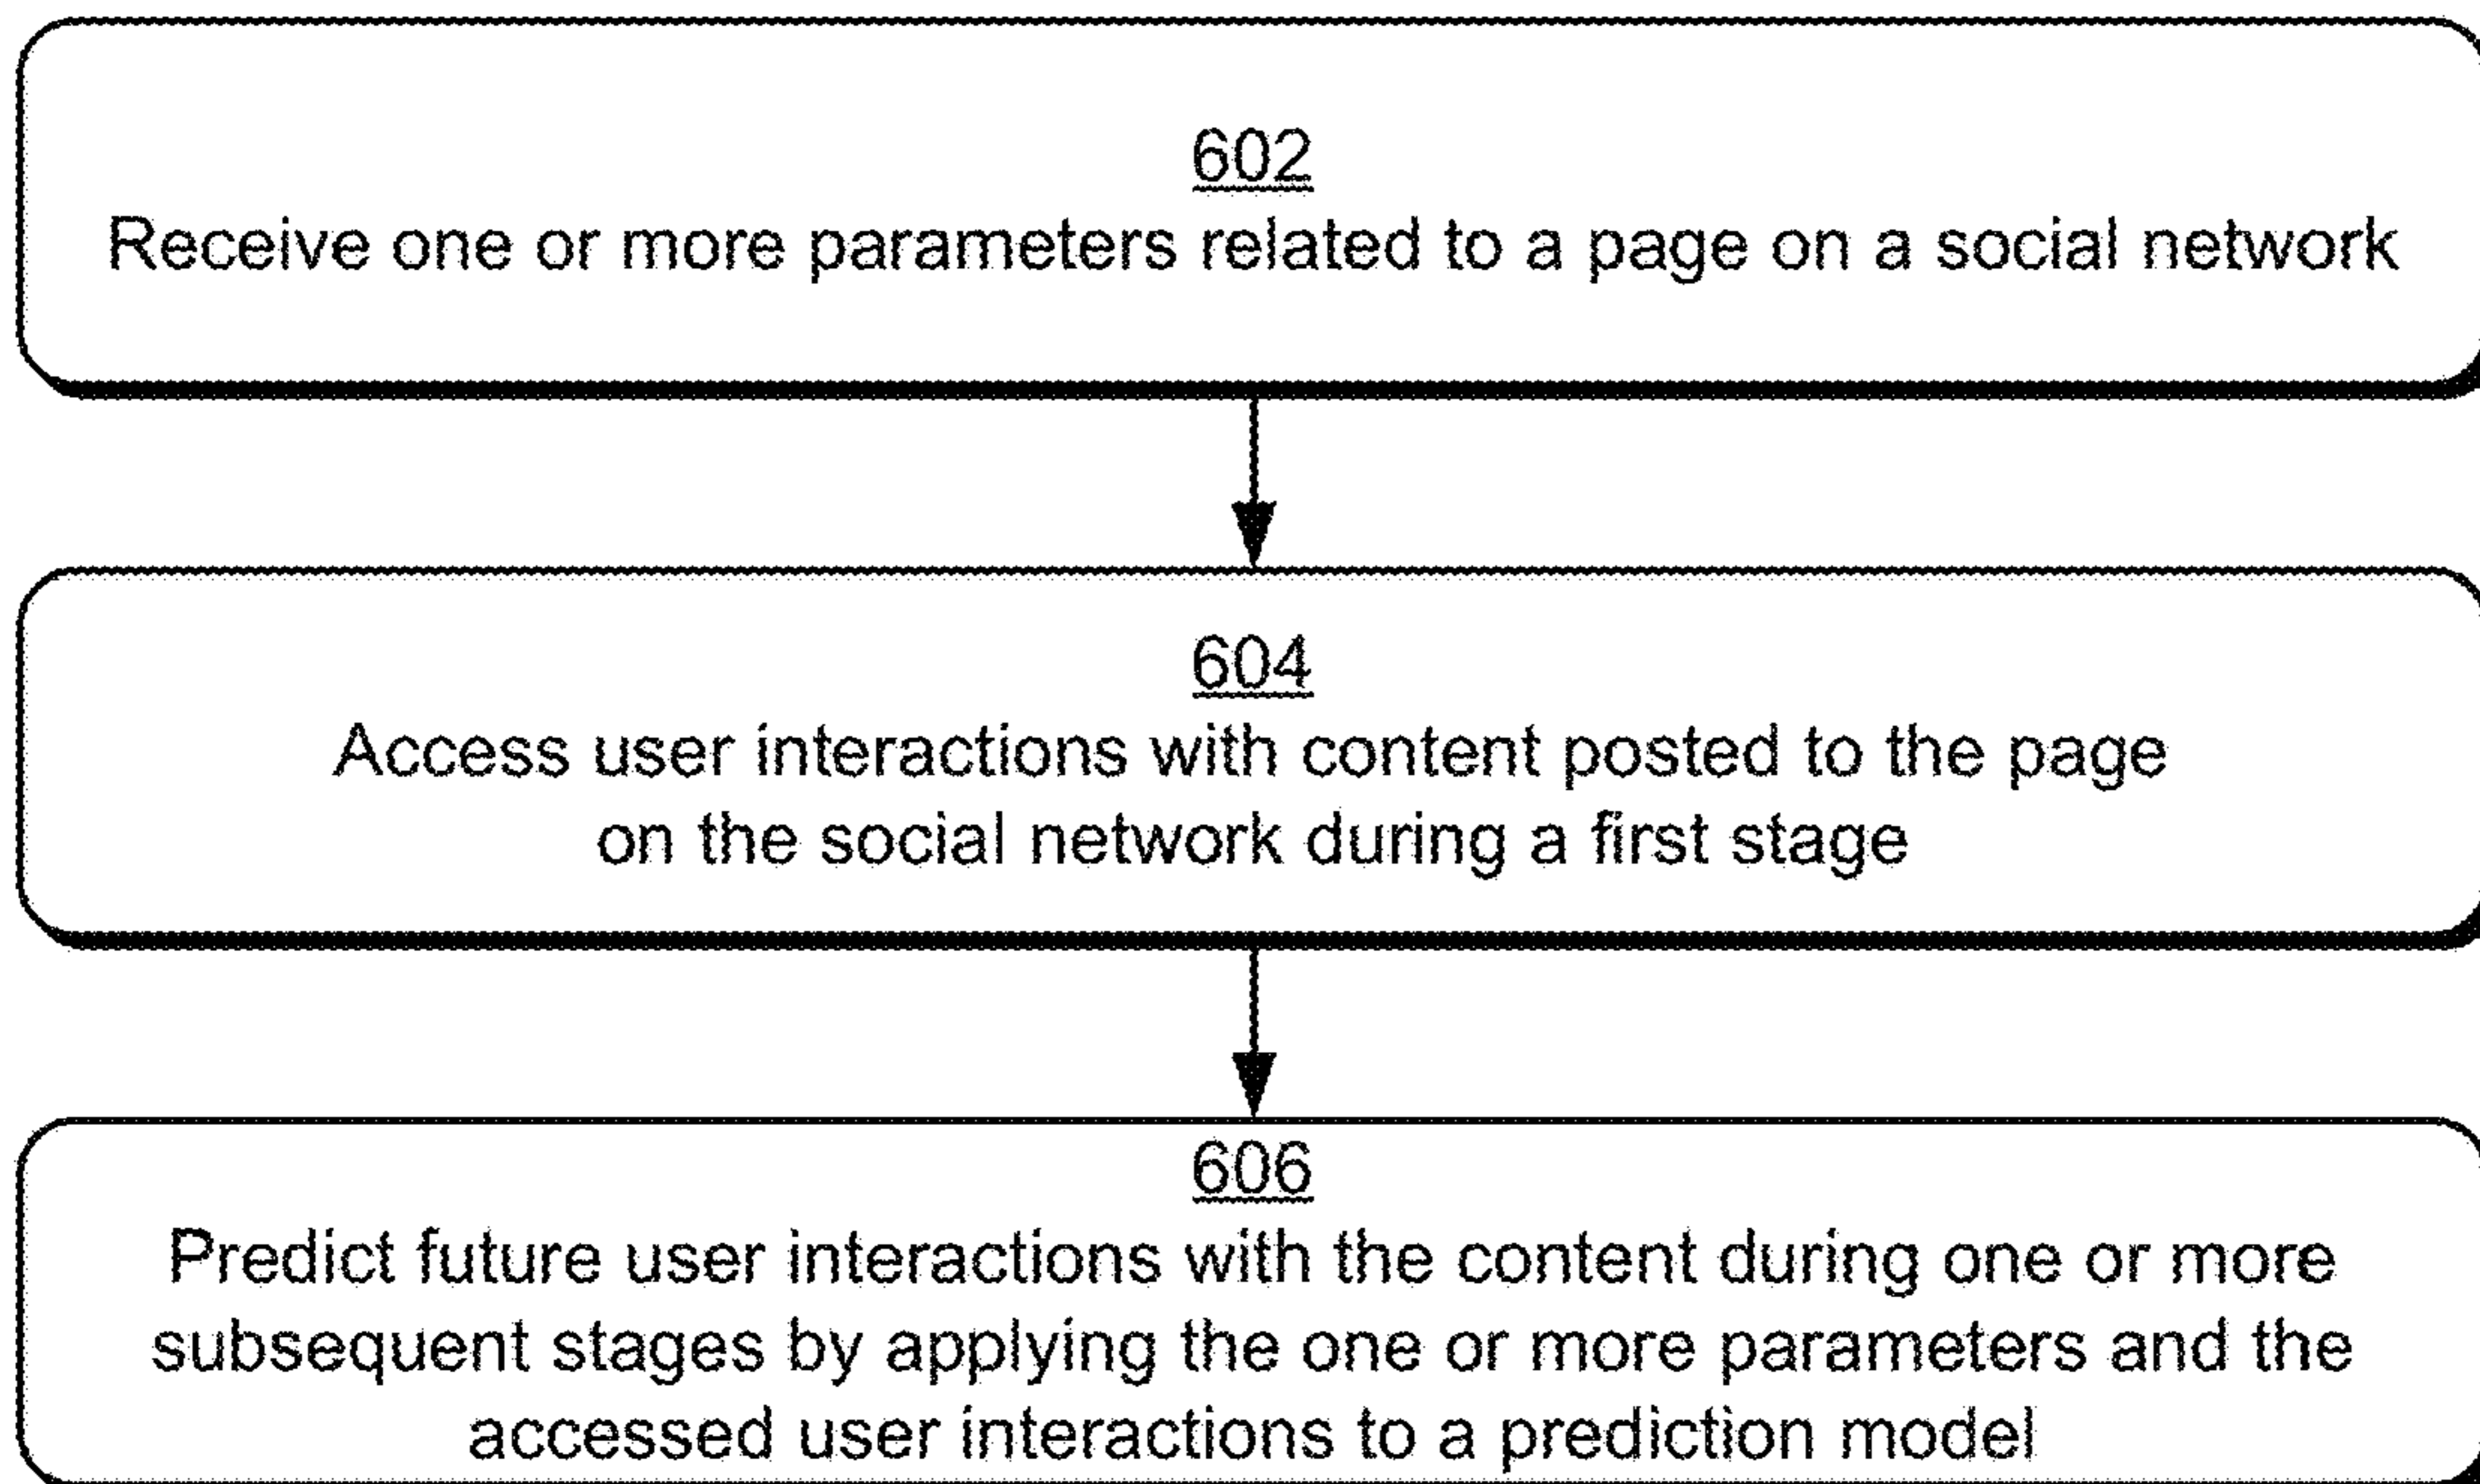 602
Receive one or more parameters related to a page on a social network
604
Access user interactions with content posted to the page
on the social network during a first stage
606
Predict future user interactions with the content during one or more
subsequent stages by applying the one or more parameters and the
accessed user interactions to a prediction model